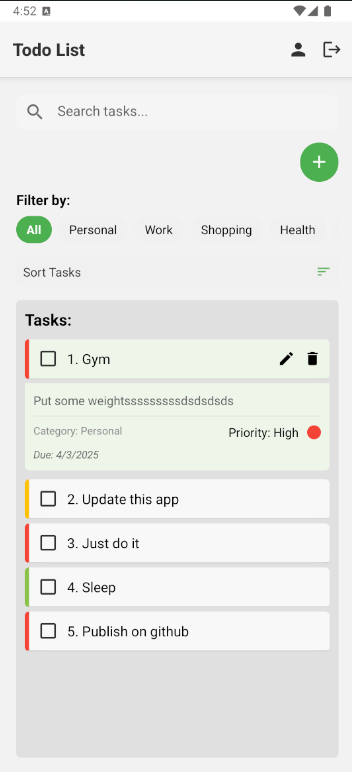 4:52
Todo List
Search tasks...
+
Filter by:
All Personal Work Shopping Health
Sort Tasks
Tasks:
1. Gym
Put some weightsssssssssdsdsdsds
Category: Personal
Priority: High
Due: 4/3/2025
2. Update this app
3. Just do it
4. Sleep
5. Publish on github